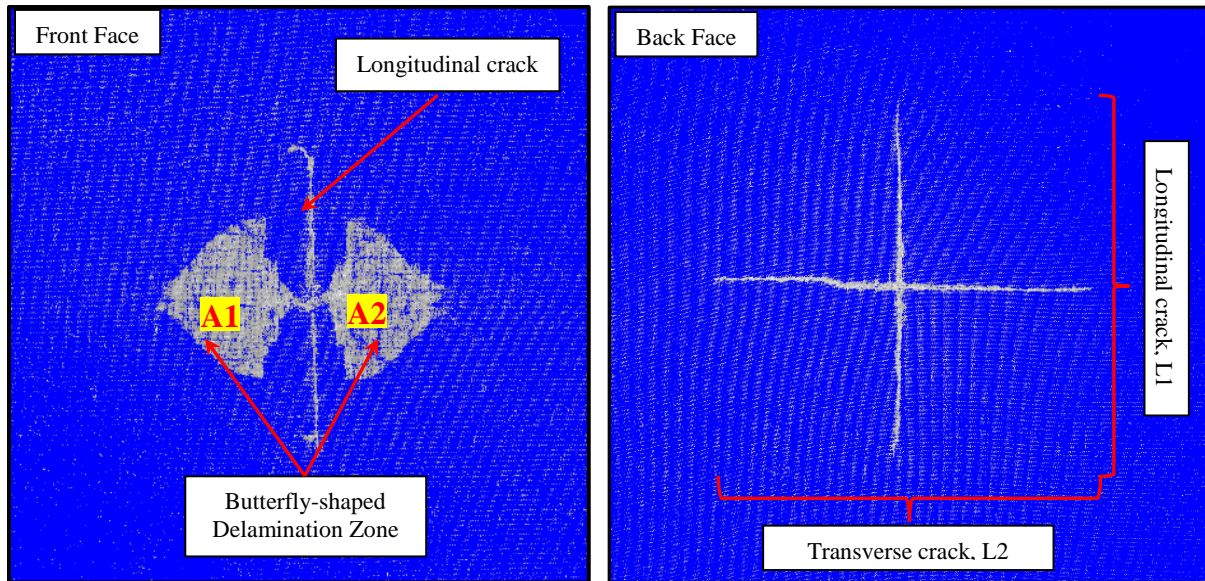 Front Face
Longitudinal crack
A1
A2
Butterfly-shaped
Delamination Zone
Back Face
Longitudinal crack, L1
Transverse crack, L2